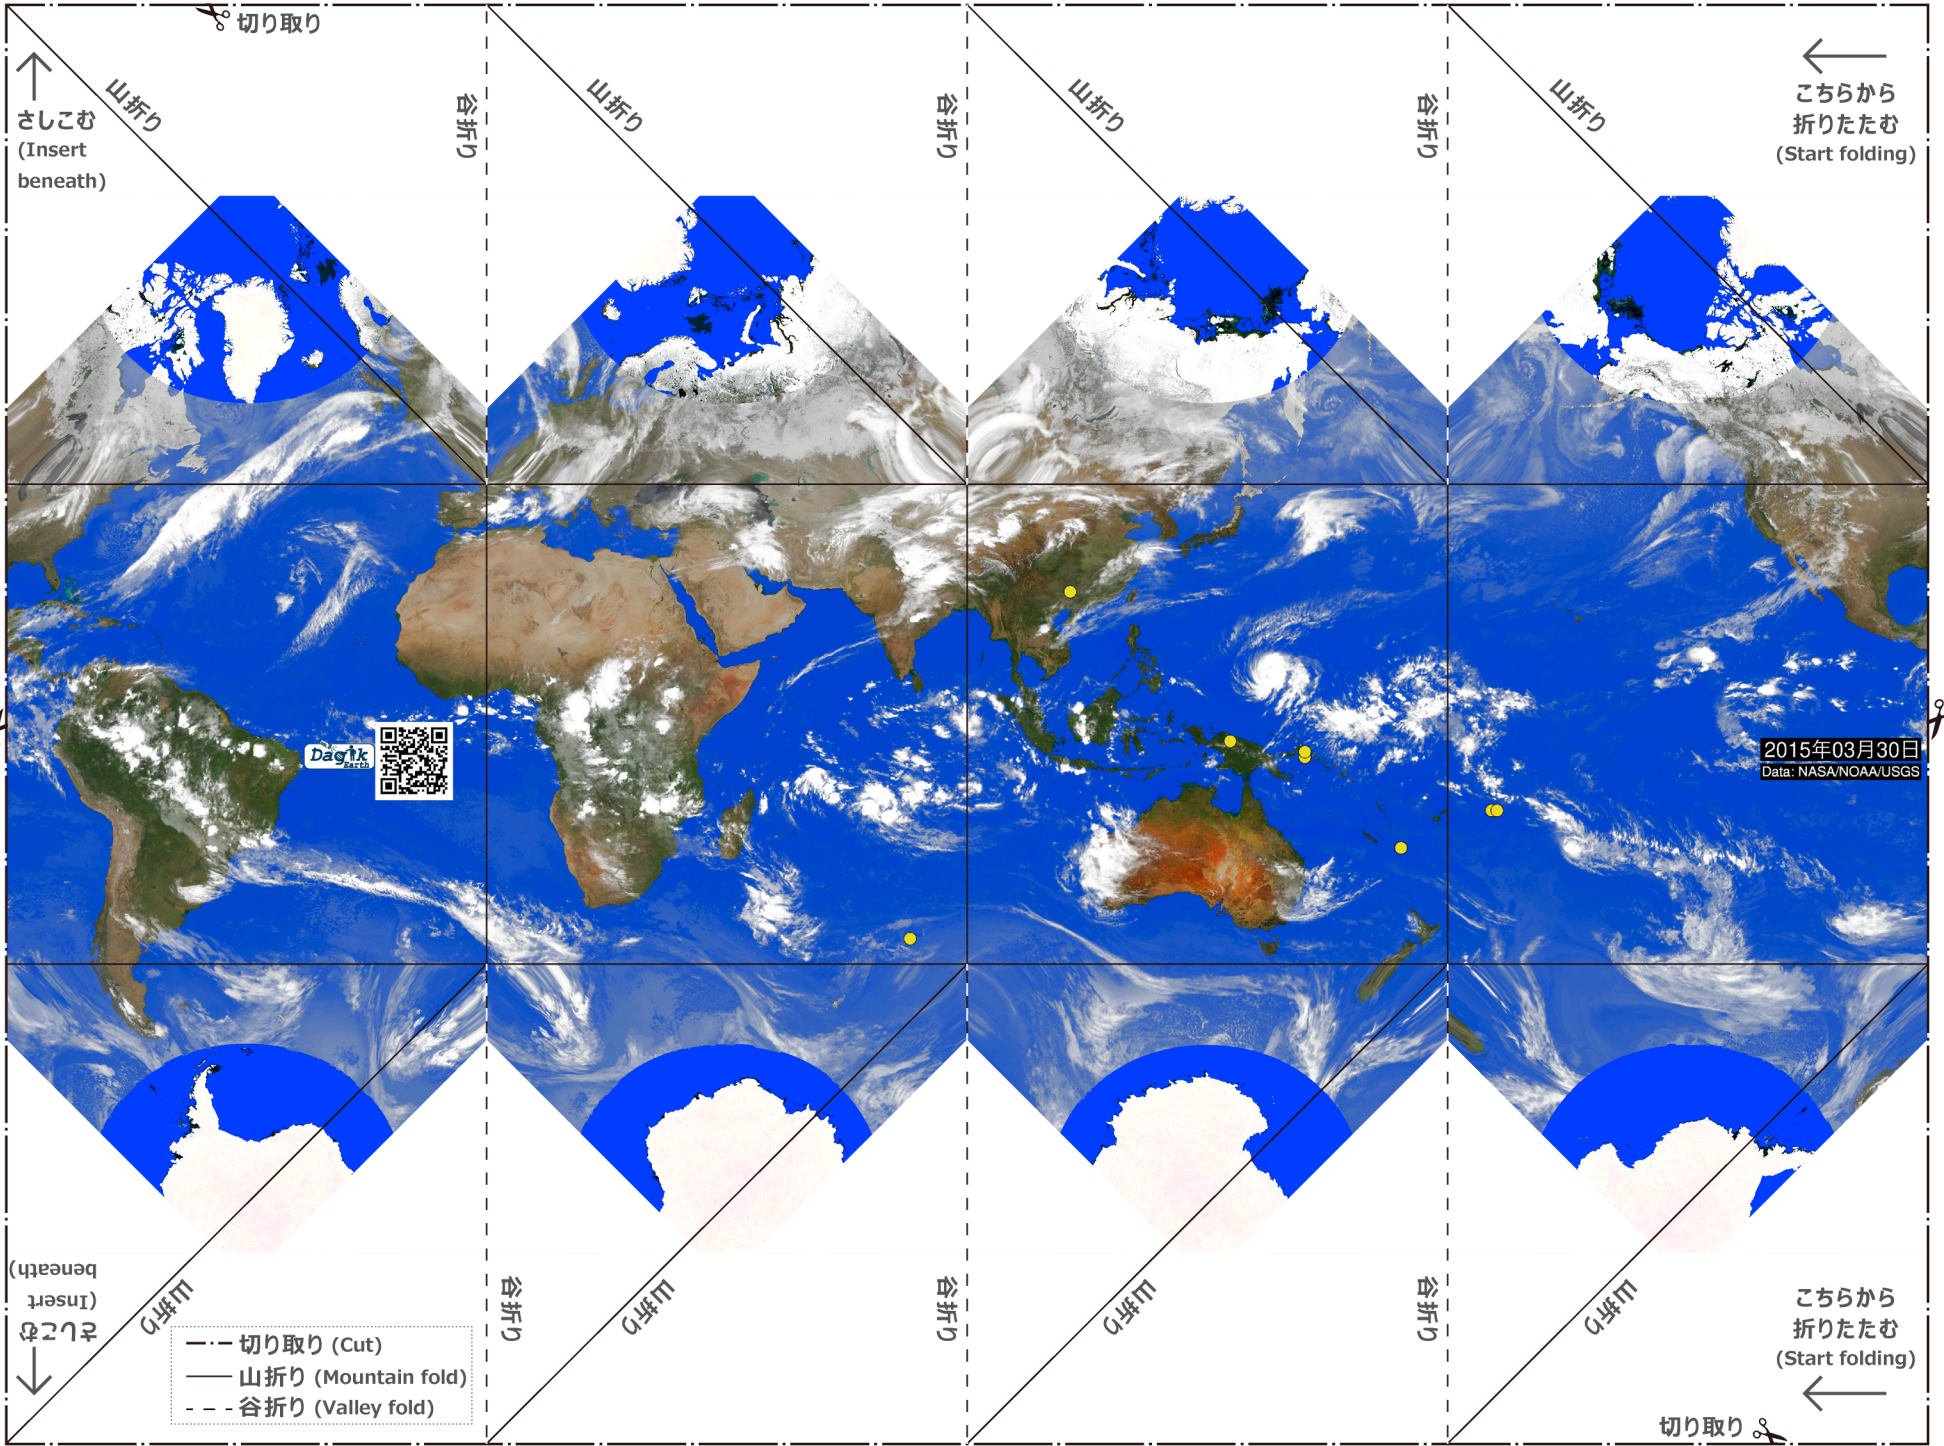 切り取り
山折り
谷折り
山折り
谷折り
山折り
谷折り
山折り
こちらから
折りたたむ
(Start folding)
さしこむ
(Insert
beneath)
Dagik
Earth
2015年03月30日
Data: NASA/NOAA/USGS
さしこむ
(Insert
beneath)
山折り
谷折り
山折り
谷折り
山折り
谷折り
山折り
こちらから
折りたたむ
(Start folding)
切り取り (Cut)
山折り (Mountain fold)
谷折り (Valley fold)
切り取り